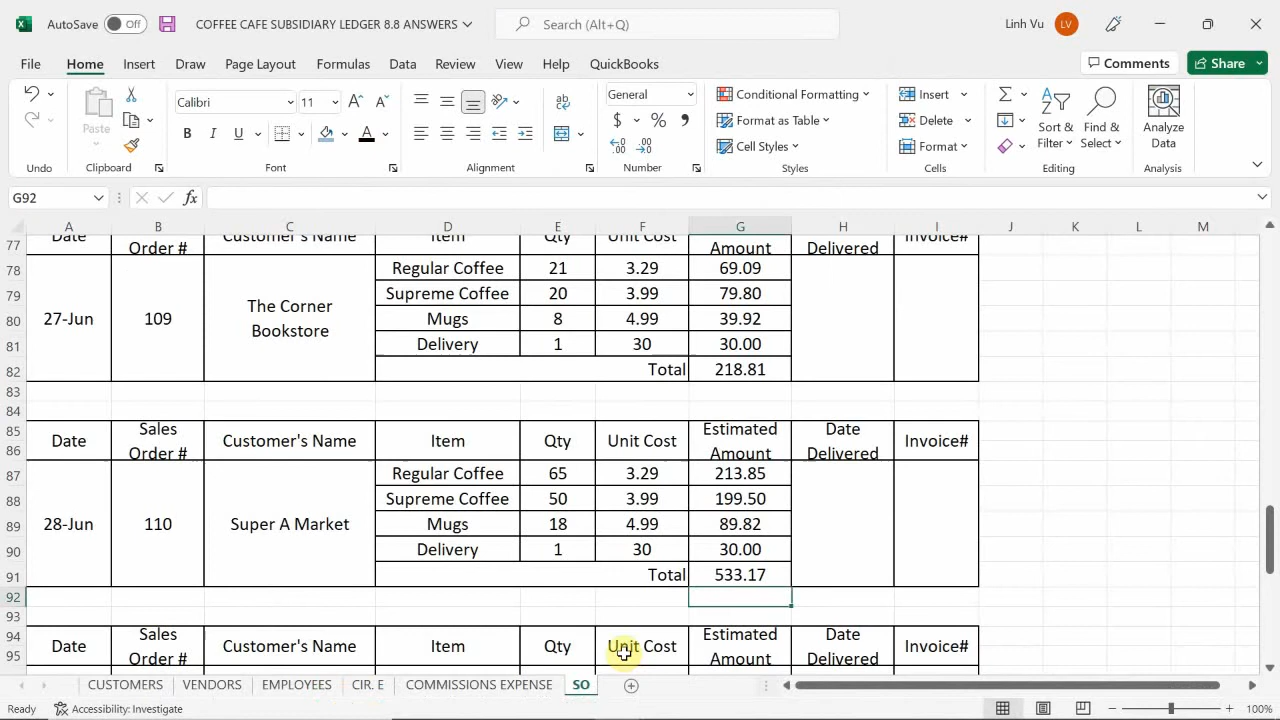 AutoSave Off COFFEE CAFE SUBSIDIARY LEDGER 8.8 ANSWERS Search (Alt+Q) Linh Vu LV
File Home Insert Draw Page Layout Formulas Data Review View Help QuickBooks Comments Share
Calibri 11 General Conditional Formatting Insert
Paste B I U $ % Format as Table Delete Sort & Find & Analyze
Cell Styles Format Filter Select Data
Undo Clipboard Font Alignment Number Styles Cells Editing Analysis
G92 fx
A B C D E F G H I J K L M
77 Date Order # Customer's Name Item Qty Unit Cost Amount Delivered Invoice#
78 Regular Coffee 21 3.29 69.09
79 Supreme Coffee 20 3.99 79.80
80 27-Jun 109 The Corner Bookstore Mugs 8 4.99 39.92
81 Delivery 1 30 30.00
82 Total 218.81
83
84
85 Date Sales Customer's Name Item Qty Unit Cost Estimated Date Invoice#
86 Order # Amount Delivered
87 Regular Coffee 65 3.29 213.85
88 Supreme Coffee 50 3.99 199.50
89 28-Jun 110 Super A Market Mugs 18 4.99 89.82
90 Delivery 1 30 30.00
91 Total 533.17
92
93
94 Date Sales Customer's Name Item Qty Unit Cost Estimated Date Invoice#
95 Order # Amount Delivered
CUSTOMERS VENDORS EMPLOYEES CIR. E COMMISSIONS EXPENSE SO
Ready Accessibility: Investigate 100%